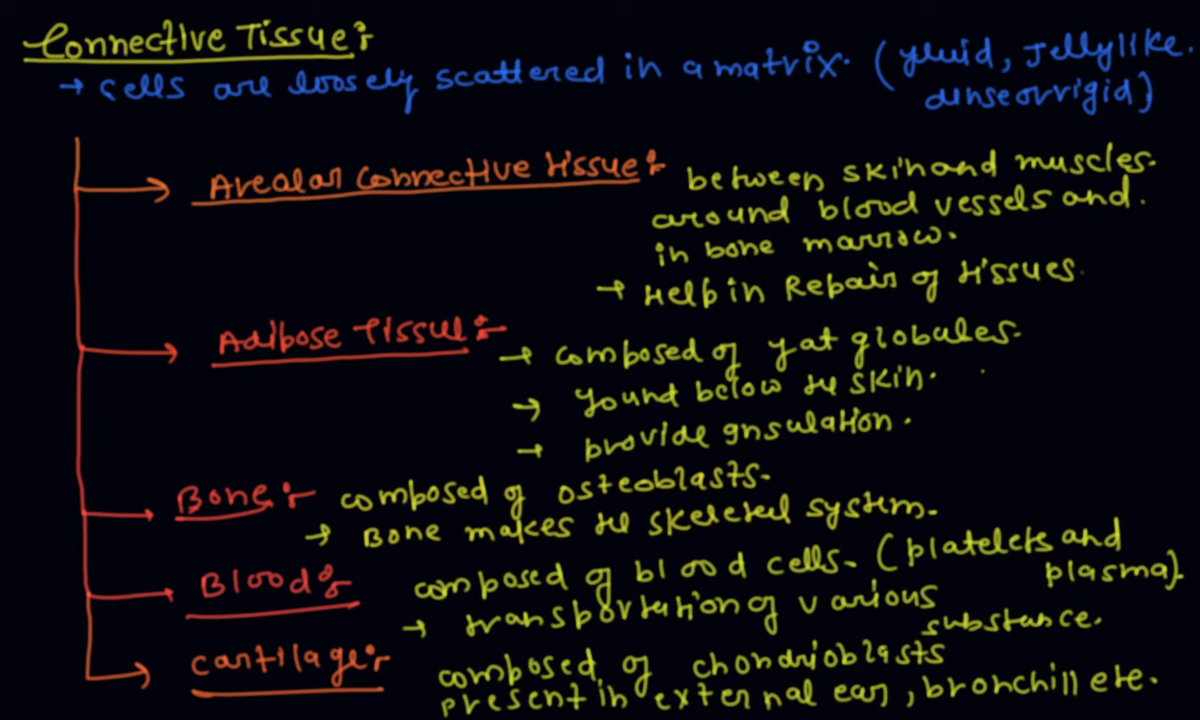 Connective Tissue:
→ cells are loosely scattered in a matrix. (fluid, Jellylike.
dense or rigid)
→ Arealar Connective tissue:- between skin and muscles.
around blood vessels and.
in bone marrow.
→ Help in Repair of tissues.
→ Adipose Tissue:-
→ composed of fat globules.
→ found below the skin.
→ provide insulation.
→ Bone:- composed of osteoblasts.
→ Bone makes the skeletal system.
→ Blood:- composed of blood cells. (platelets and
plasma).
→ transportation of various
substance.
→ cartilage:- composed of chondrioblasts
present in external ear, bronchill etc.